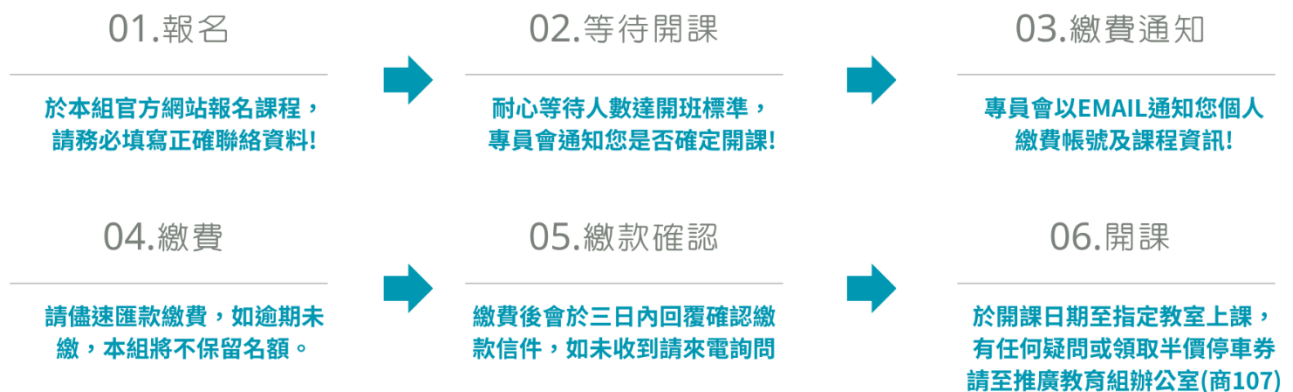 01.報名
於本組官方網站報名課程，
請務必填寫正確聯絡資料!
02.等待開課
耐心等待人數達開班標準，
專員會通知您是否確定開課!
03.繳費通知
專員會以EMAIL通知您個人
繳費帳號及課程資訊!
04.繳費
請儘速匯款繳費，如逾期未
繳，本組將不保留名額。
05.繳款確認
繳費後會於三日內回覆確認繳
款信件，如未收到請來電詢問
06.開課
於開課日期至指定教室上課，
有任何疑問或領取半價停車券
請至推廣教育組辦公室(商107)